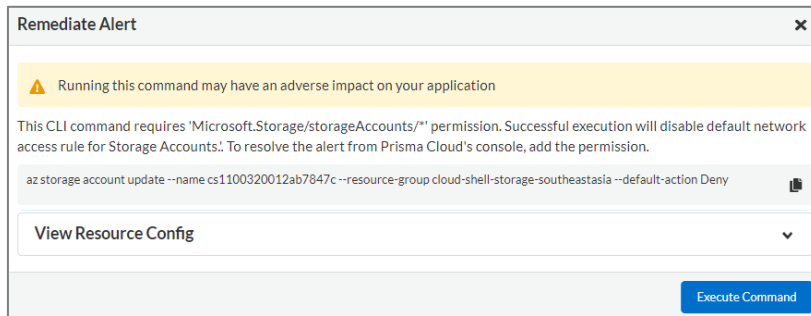 Remediate Alert
Running this command may have an adverse impact on your application
This CLI command requires 'Microsoft.Storage/storageAccounts/*' permission. Successful execution will disable default network
access rule for Storage Accounts.'. To resolve the alert from Prisma Cloud's console, add the permission.
az storage account update --name cs1100320012ab7847c --resource-group cloud-shell-storage-southeastasia --default-action Deny
View Resource Config
Execute Command